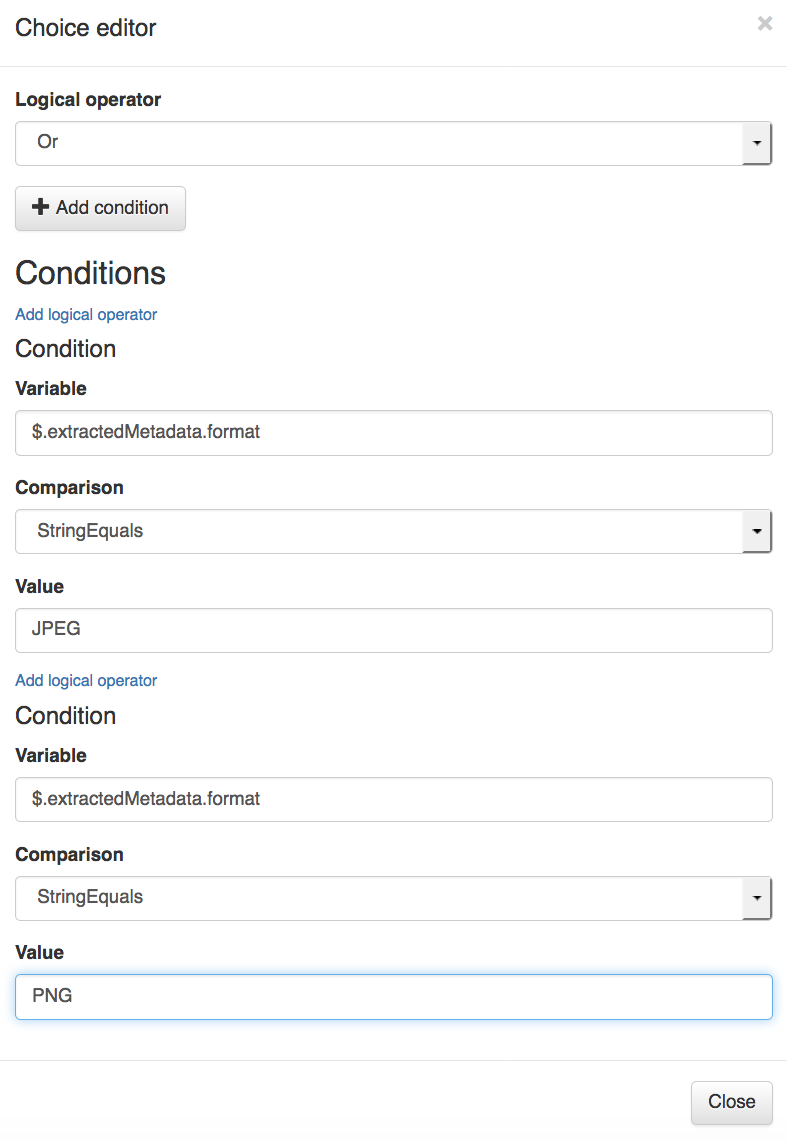 Choice editor
×
Logical operator
Or
Add condition
Conditions
Add logical operator
Condition
Variable
$.extractedMetadata.format
Comparison
StringEquals
Value
JPEG
Add logical operator
Condition
Variable
$.extractedMetadata.format
Comparison
StringEquals
Value
PNG
Close